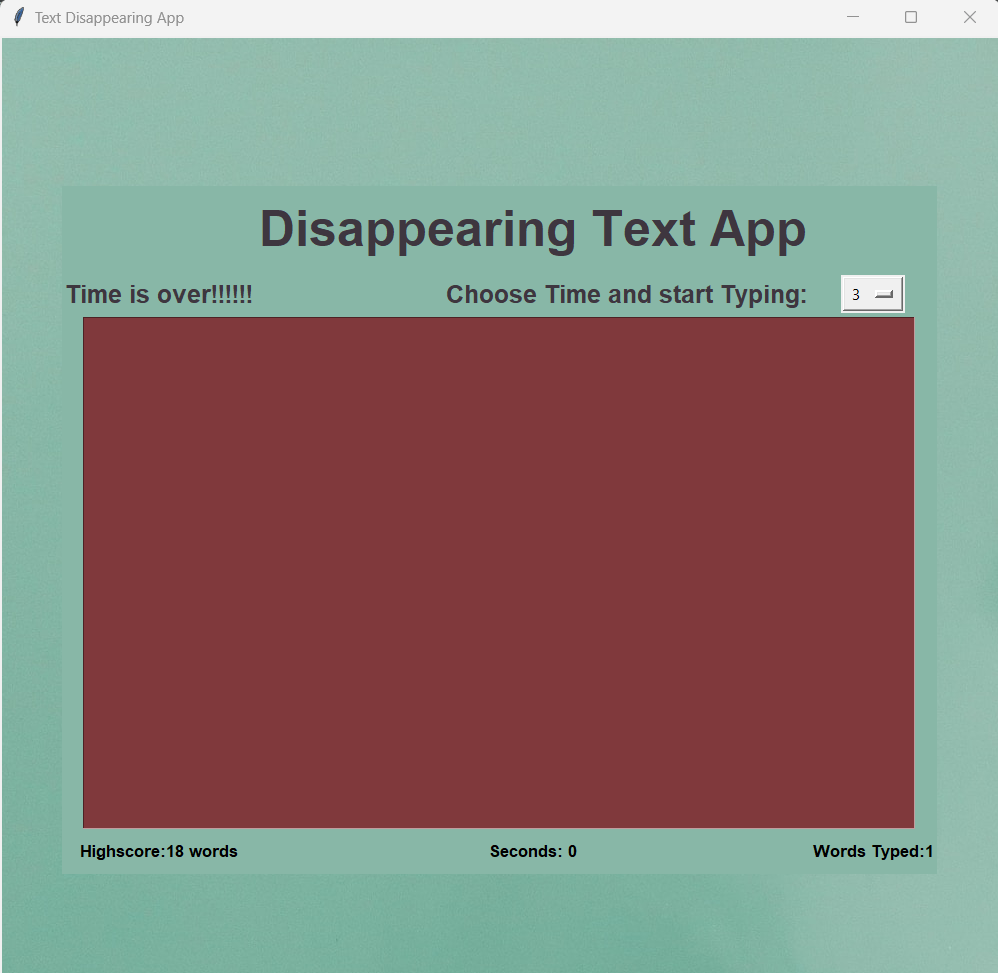 Text Disappearing App
Disappearing Text App
Time is over!!!!!! Choose Time and start Typing: 3
Highscore:18 words Seconds: 0 Words Typed:1